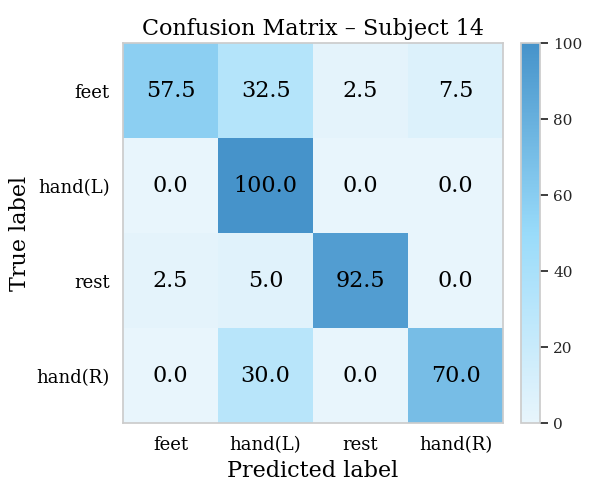 Confusion Matrix – Subject 14
True label
feet 57.5 32.5 2.5 7.5
hand(L) 0.0 100.0 0.0 0.0
rest 2.5 5.0 92.5 0.0
hand(R) 0.0 30.0 0.0 70.0
feet hand(L) rest hand(R)
Predicted label
100
80
60
40
20
0